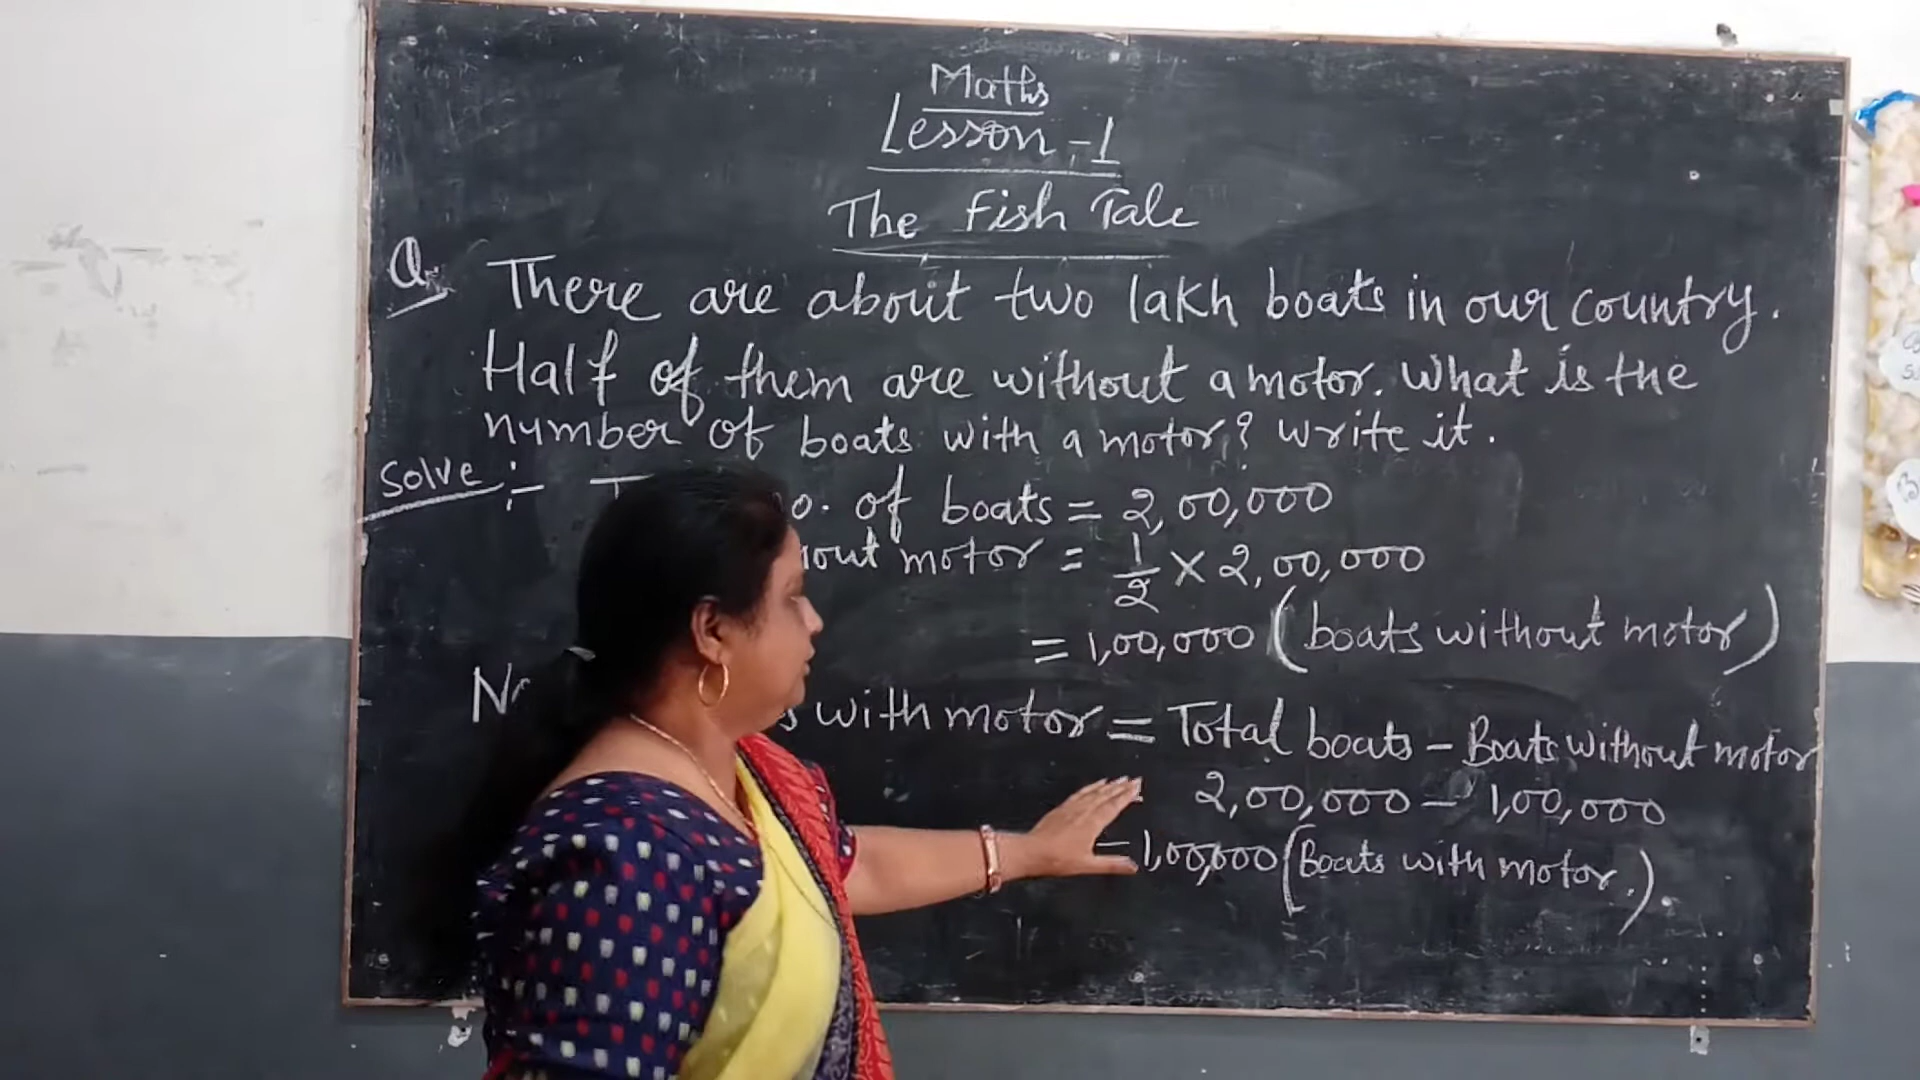 Maths
Lesson-1
The Fish Tale
Q. There are about two lakh boats in our country.
Half of them are without a motor. What is the
number of boats with a motor? Write it.
Solve :- o. of boats = 2,00,000
out motor = 1/2 × 2,00,000
= 1,00,000 (boats without motor)
s with motor = Total boats - Boats without motor
= 2,00,000 - 1,00,000
= 1,00,000 (Boats with motor.)